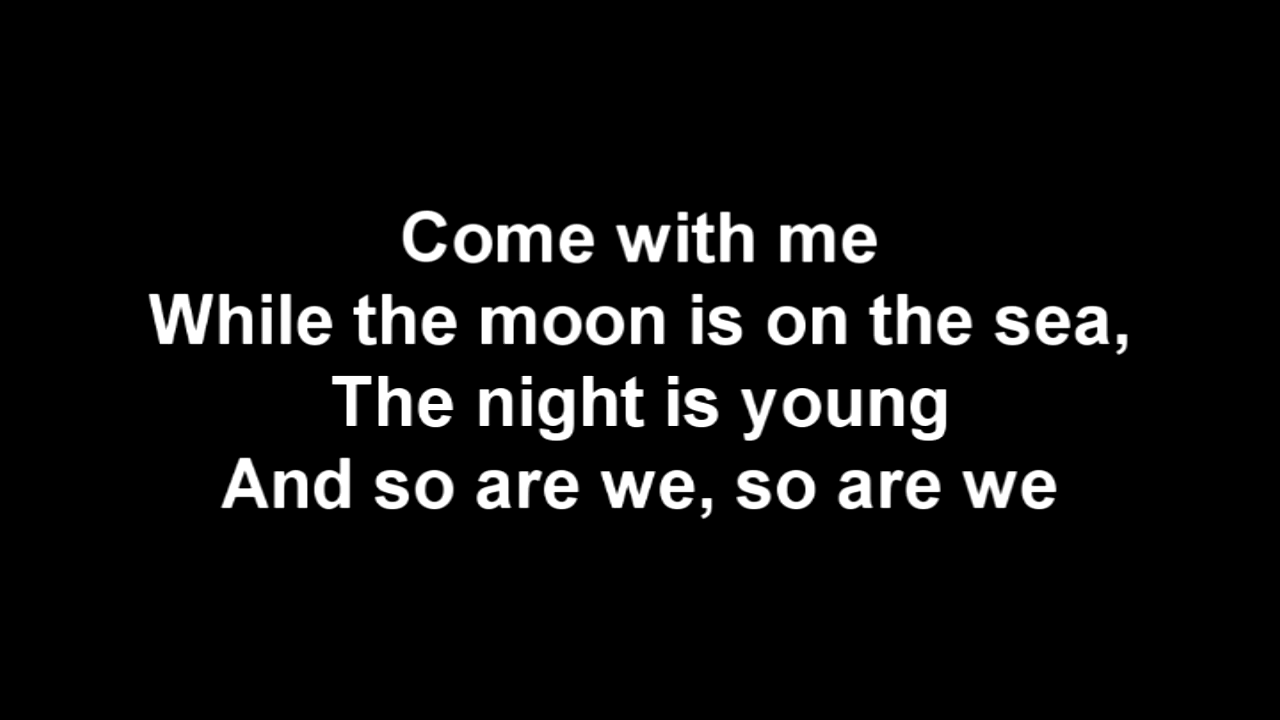 Come with me
While the moon is on the sea,
The night is young
And so are we, so are we